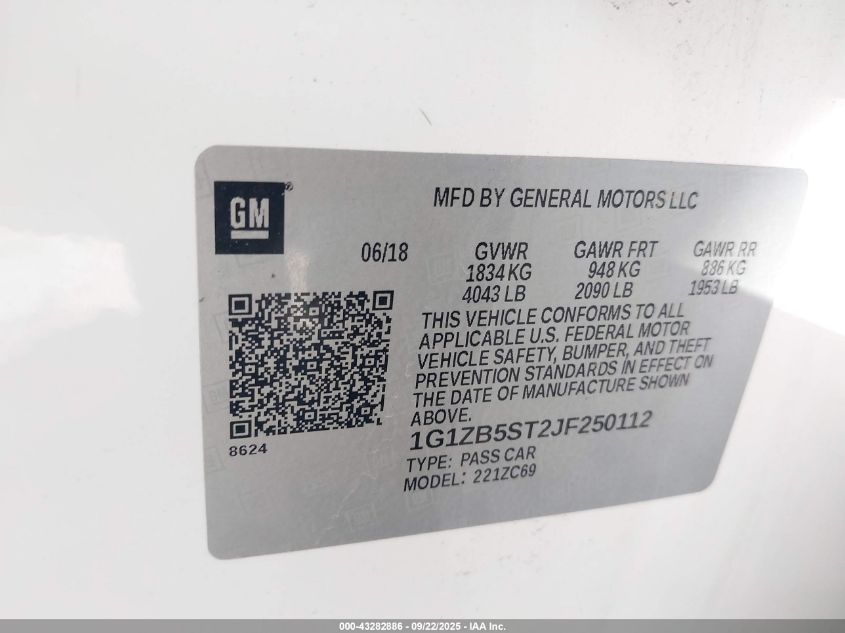 GM®
MFD BY GENERAL MOTORS LLC
06/18 GVWR GAWR FRT GAWR RR
1834 KG 948 KG 886 KG
4043 LB 2090 LB 1953 LB
THIS VEHICLE CONFORMS TO ALL
APPLICABLE U.S. FEDERAL MOTOR
VEHICLE SAFETY, BUMPER, AND THEFT
PREVENTION STANDARDS IN EFFECT ON
THE DATE OF MANUFACTURE SHOWN
ABOVE.
8624
1G1ZB5ST2JF250112
TYPE: PASS CAR
MODEL: 221ZC69
000-43282886 - 09/22/2025 - IAA Inc.